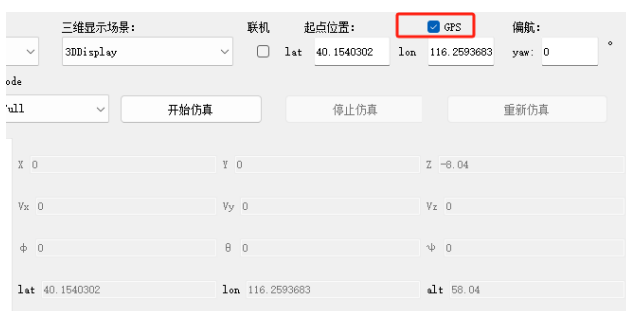 三维显示场景: 联机 起点位置: GPS 偏航:
3DDisplay lat 40.1540302 lon 116.2593683 yaw: 0 °
ode
ull 开始仿真 停止仿真 重新仿真
X 0 Y 0 Z -8.04
Vx 0 Vy 0 Vz 0
ф 0 θ 0 ψ 0
lat 40.1540302 lon 116.2593683 alt 58.04